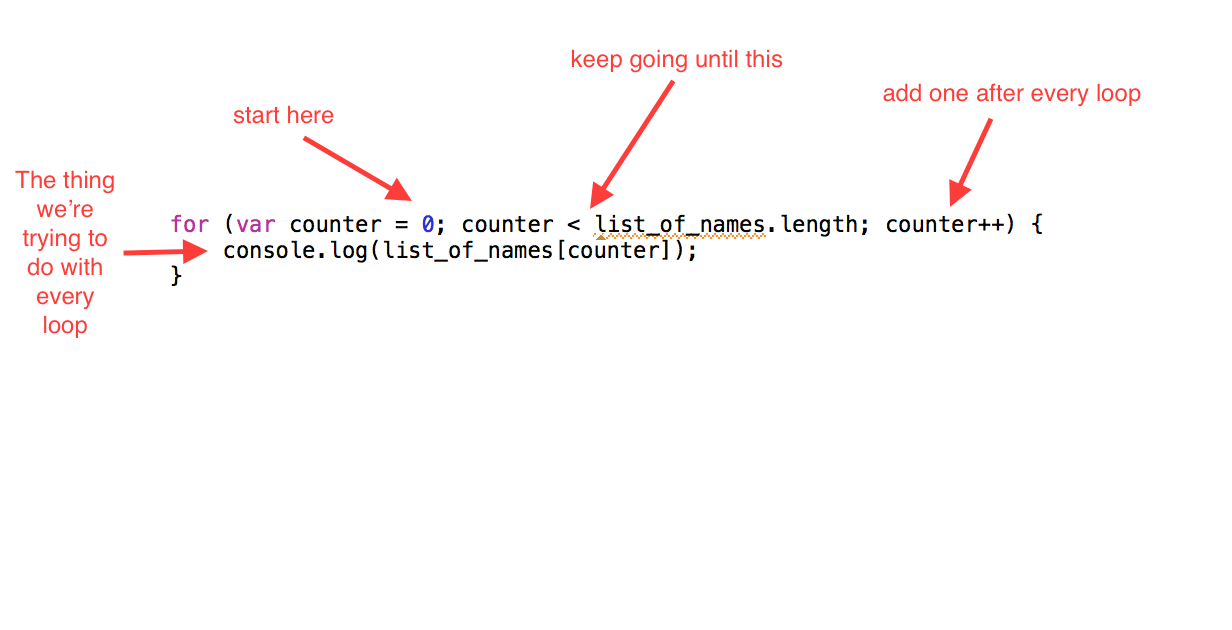 keep going until this
add one after every loop
start here
The thing
we're
trying to
do with
every
loop
for (var counter = 0; counter < list_of_names.length; counter++) {
    console.log(list_of_names[counter]);
}